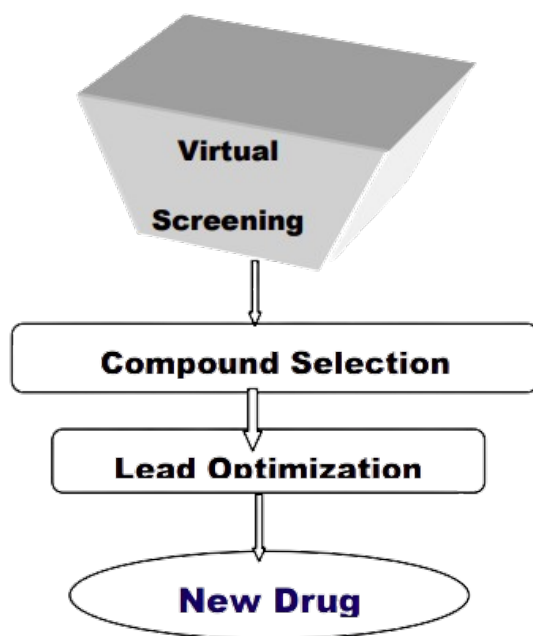 Virtual
Screening
Compound Selection
Lead Optimization
New Drug